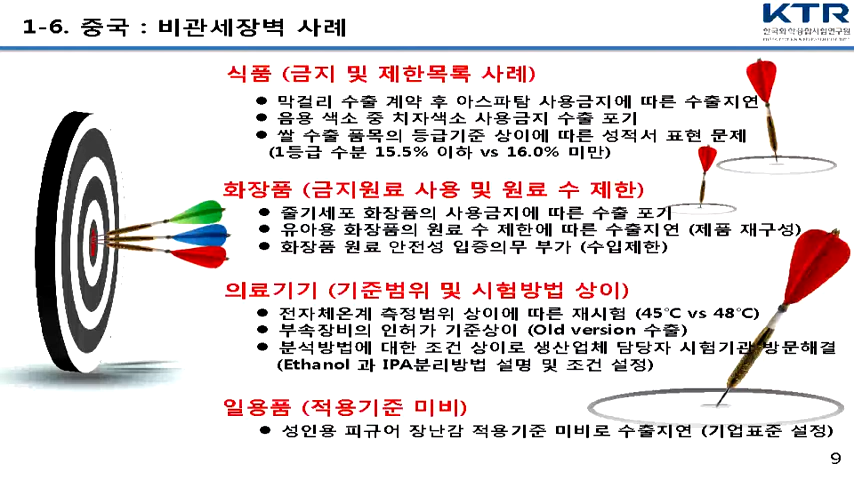 1-6. 중국 : 비관세장벽 사례
KTR
한국화학융합시험연구원
식품 (금지 및 제한목록 사례)
● 막걸리 수출 계약 후 아스파탐 사용금지에 따른 수출지연
● 음용 색소 중 치자색소 사용금지 수출 포기
● 쌀 수출 품목의 등급기준 상이에 따른 성적서 표현 문제
(1등급 수분 15.5% 이하 vs 16.0% 미만)
화장품 (금지원료 사용 및 원료 수 제한)
● 줄기세포 화장품의 사용금지에 따른 수출 포기
● 유아용 화장품의 원료 수 제한에 따른 수출지연 (제품 재구성)
● 화장품 원료 안전성 입증의무 부가 (수입제한)
의료기기 (기준범위 및 시험방법 상이)
● 전자체온계 측정범위 상이에 따른 재시험 (45℃ vs 48℃)
● 부속장비의 인허가 기준상이 (Old version 수출)
● 분석방법에 대한 조건 상이로 생산업체 담당자 시험기관 방문해결
(Ethanol 과 IPA분리방법 설명 및 조건 설정)
일용품 (적용기준 미비)
● 성인용 피규어 장난감 적용기준 미비로 수출지연 (기업표준 설정)
9